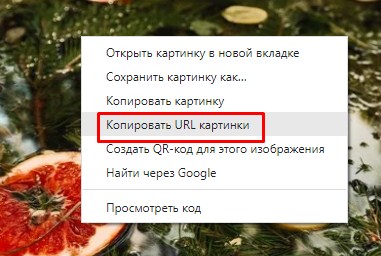 Открыть картинку в новой вкладке
Сохранить картинку как...
Копировать картинку
Копировать URL картинки
Создать QR-код для этого изображения
Найти через Google
Просмотреть код